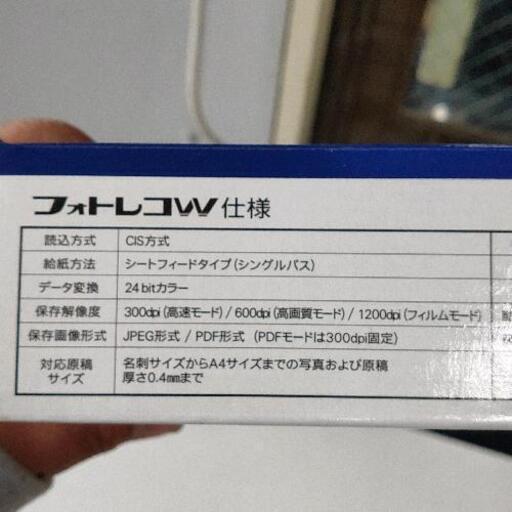 フォトレコW 仕様
読込方式 CIS方式
給紙方法 シートフィードタイプ(シングルパス)
データ変換 24bitカラー
保存解像度 300dpi(高速モード) / 600dpi(高画質モード) / 1200dpi(フィルムモード)
保存画像形式 JPEG形式 / PDF形式 (PDFモードは300dpi固定)
対応原稿サイズ 名刺サイズからA4サイズまでの写真および原稿
厚さ0.4mmまで